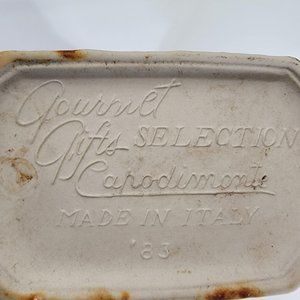 Gourmet
Gifts SELECTION
Capodimonte
MADE IN ITALY
'83